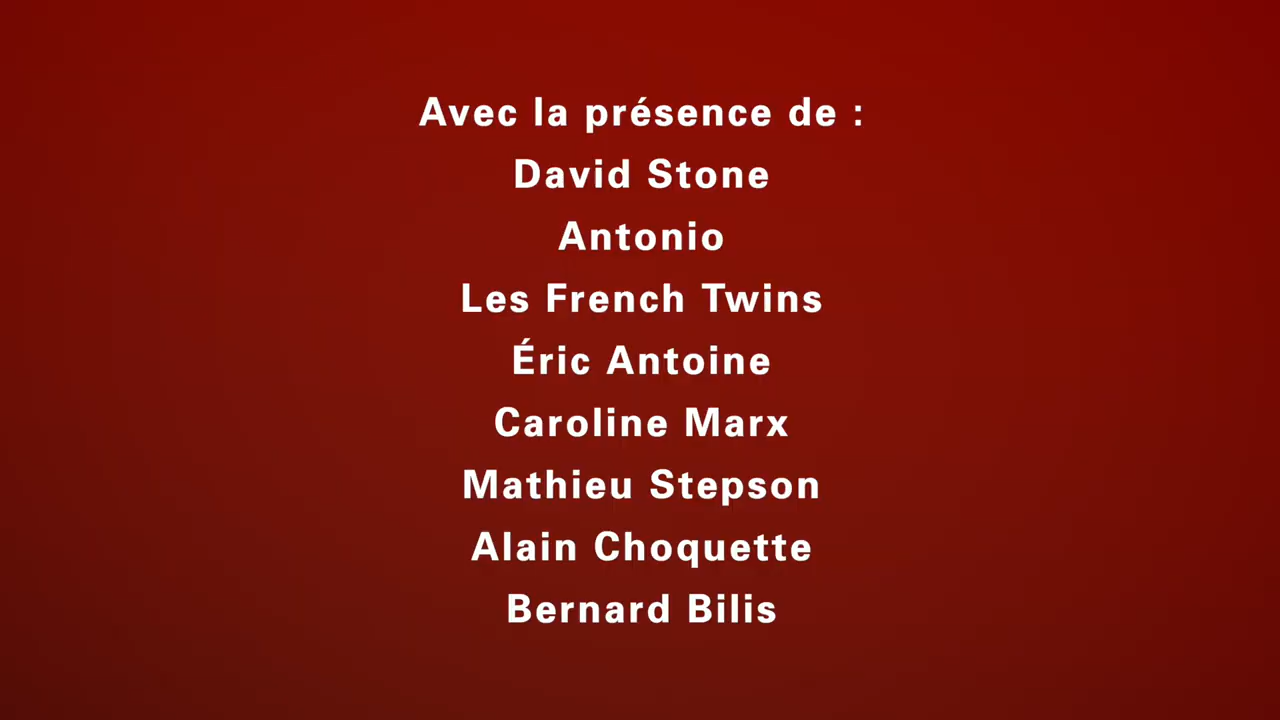 Avec la présence de :
David Stone
Antonio
Les French Twins
Éric Antoine
Caroline Marx
Mathieu Stepson
Alain Choquette
Bernard Bilis